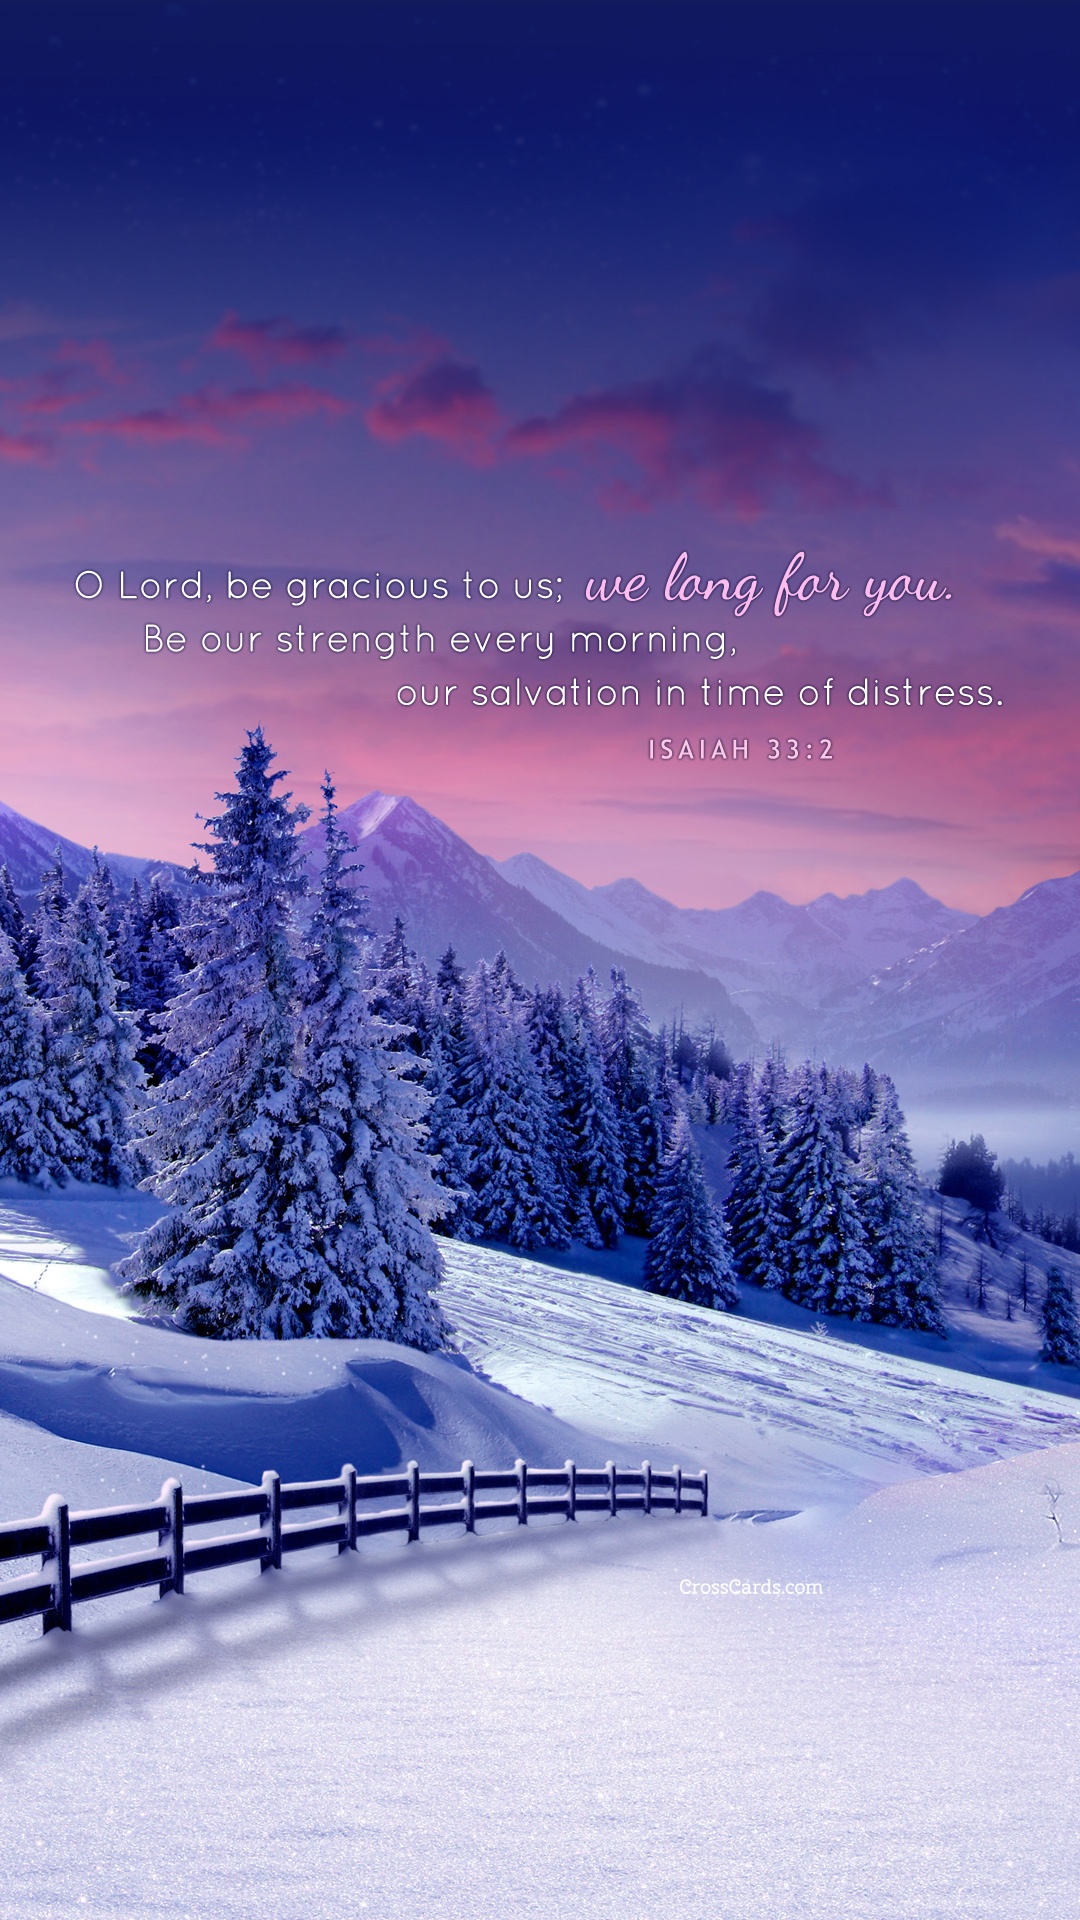 O Lord, be gracious to us; we long for you.
Be our strength every morning,
our salvation in time of distress.
ISAIAH 33:2
CrossCards.com